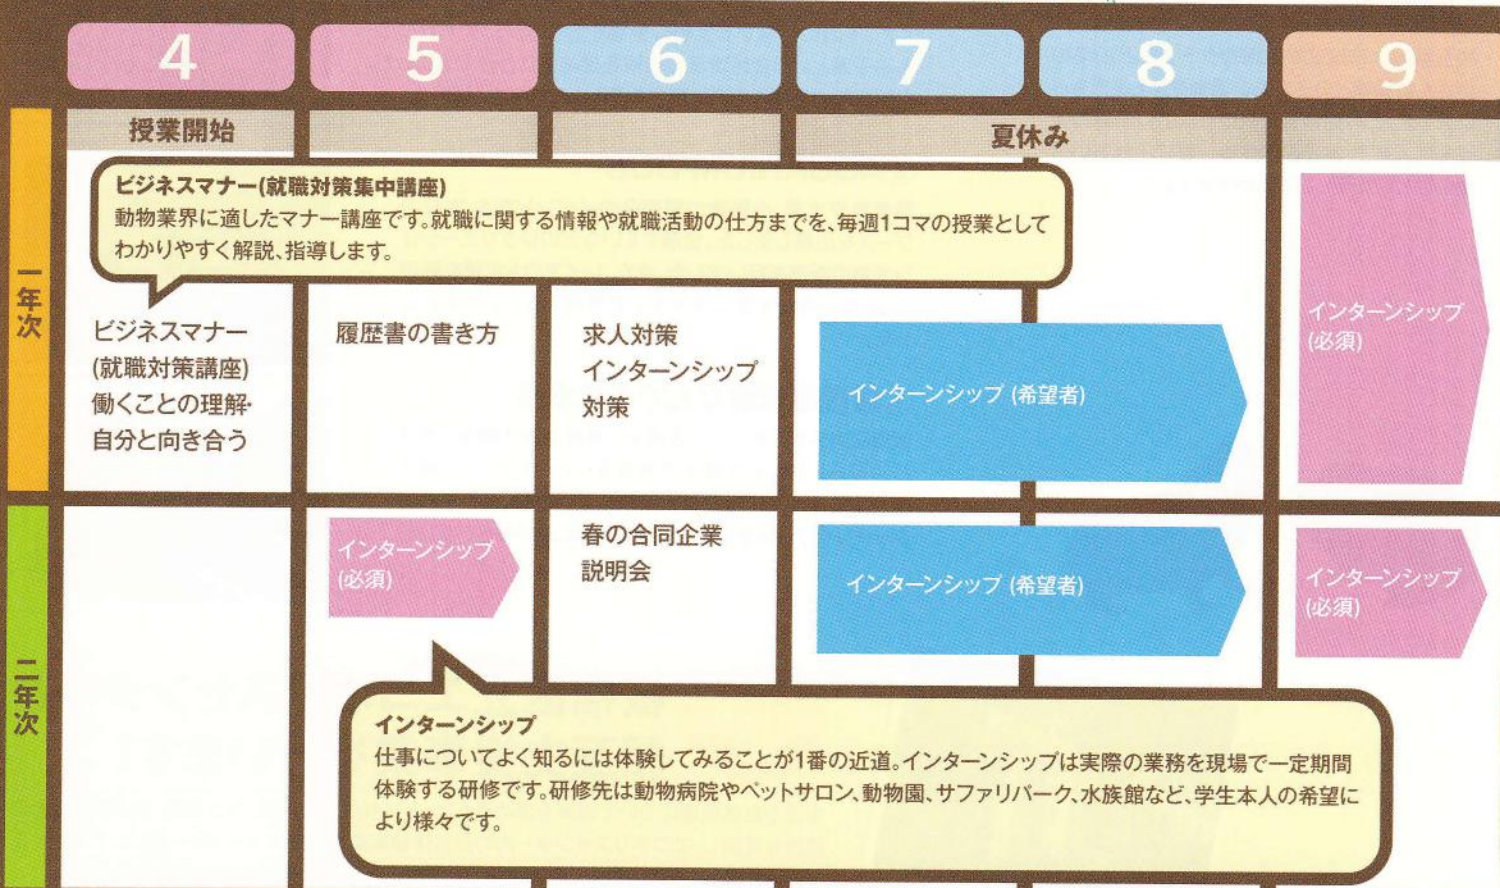 4
5
6
7
8
9
授業開始
夏休み
一年次
ビジネスマナー(就職対策集中講座)
動物業界に適したマナー講座です。就職に関する情報や就職活動の仕方までを、毎週1コマの授業として
わかりやすく解説、指導します。
ビジネスマナー
(就職対策講座)
働くことの理解・
自分と向き合う
履歴書の書き方
求人対策
インターンシップ
対策
インターンシップ (希望者)
インターンシップ
(必須)
二年次
インターンシップ
(必須)
春の合同企業
説明会
インターンシップ (希望者)
インターンシップ
(必須)
インターンシップ
仕事についてよく知るには体験してみることが1番の近道。インターンシップは実際の業務を現場で一定期間
体験する研修です。研修先は動物病院やペットサロン、動物園、サファリパーク、水族館など、学生本人の希望に
より様々です。